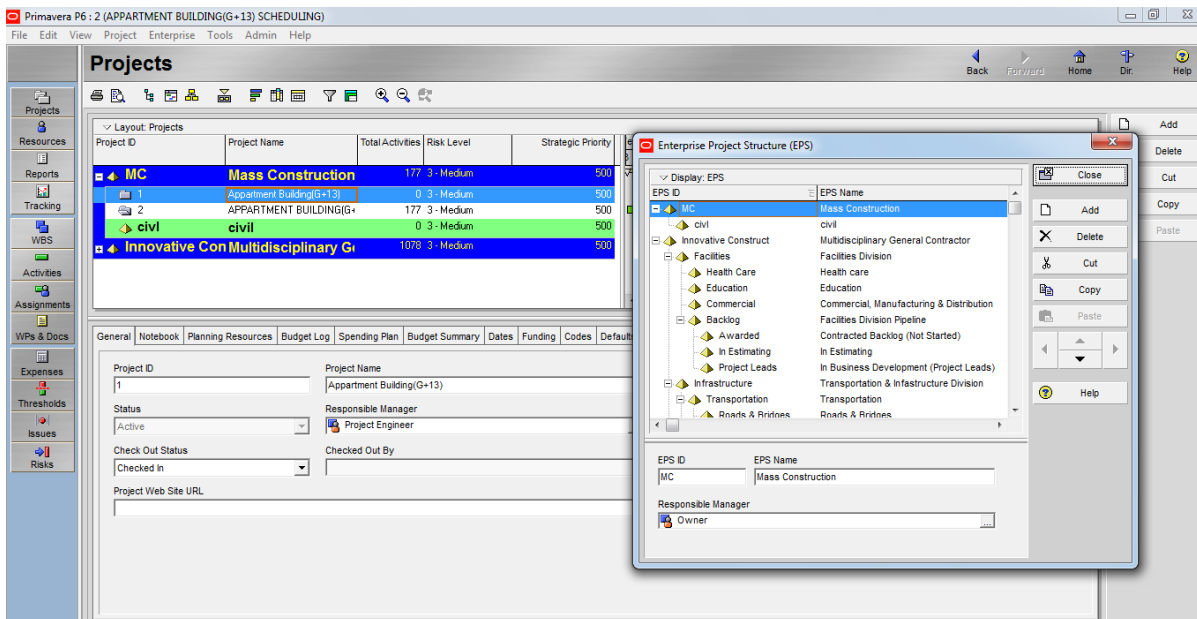 Primavera P6 : 2 (APPARTMENT BUILDING(G+13) SCHEDULING)
File Edit View Project Enterprise Tools Admin Help
Projects
Back Forward Home Dir. Help
Projects
Resources
Reports
Tracking
WBS
Activities
Assignments
WPs & Docs
Expenses
Thresholds
Issues
Risks
Layout: Projects
Project ID Project Name Total Activities Risk Level Strategic Priority
MC Mass Construction 177 3 - Medium 500
1 Appartment Building(G+13) 0 3 - Medium 500
2 APPARTMENT BUILDING(G+ 177 3 - Medium 500
civl civil 0 3 - Medium 500
Innovative Con Multidisciplinary G 1078 3 - Medium 500
General Notebook Planning Resources Budget Log Spending Plan Budget Summary Dates Funding Codes Default
Project ID Project Name
1 Appartment Building(G+13)
Status Responsible Manager
Active Project Engineer
Check Out Status Checked Out By
Checked In
Project Web Site URL
Enterprise Project Structure (EPS)
Display: EPS
EPS ID EPS Name
MC Mass Construction
civl civil
Innovative Construct Multidisciplinary General Contractor
Facilities Facilities Division
Health Care Health care
Education Education
Commercial Commercial, Manufacturing & Distribution
Backlog Facilities Division Pipeline
Awarded Contracted Backlog (Not Started)
In Estimating In Estimating
Project Leads In Business Development (Project Leads)
Infrastructure Transportation & Infastructure Division
Transportation Transportation
Roads & Bridges Roads & Bridges
EPS ID EPS Name
MC Mass Construction
Responsible Manager
Owner
...
Close
Add
Delete
Cut
Copy
Paste
Help
Add
Delete
Cut
Copy
Paste